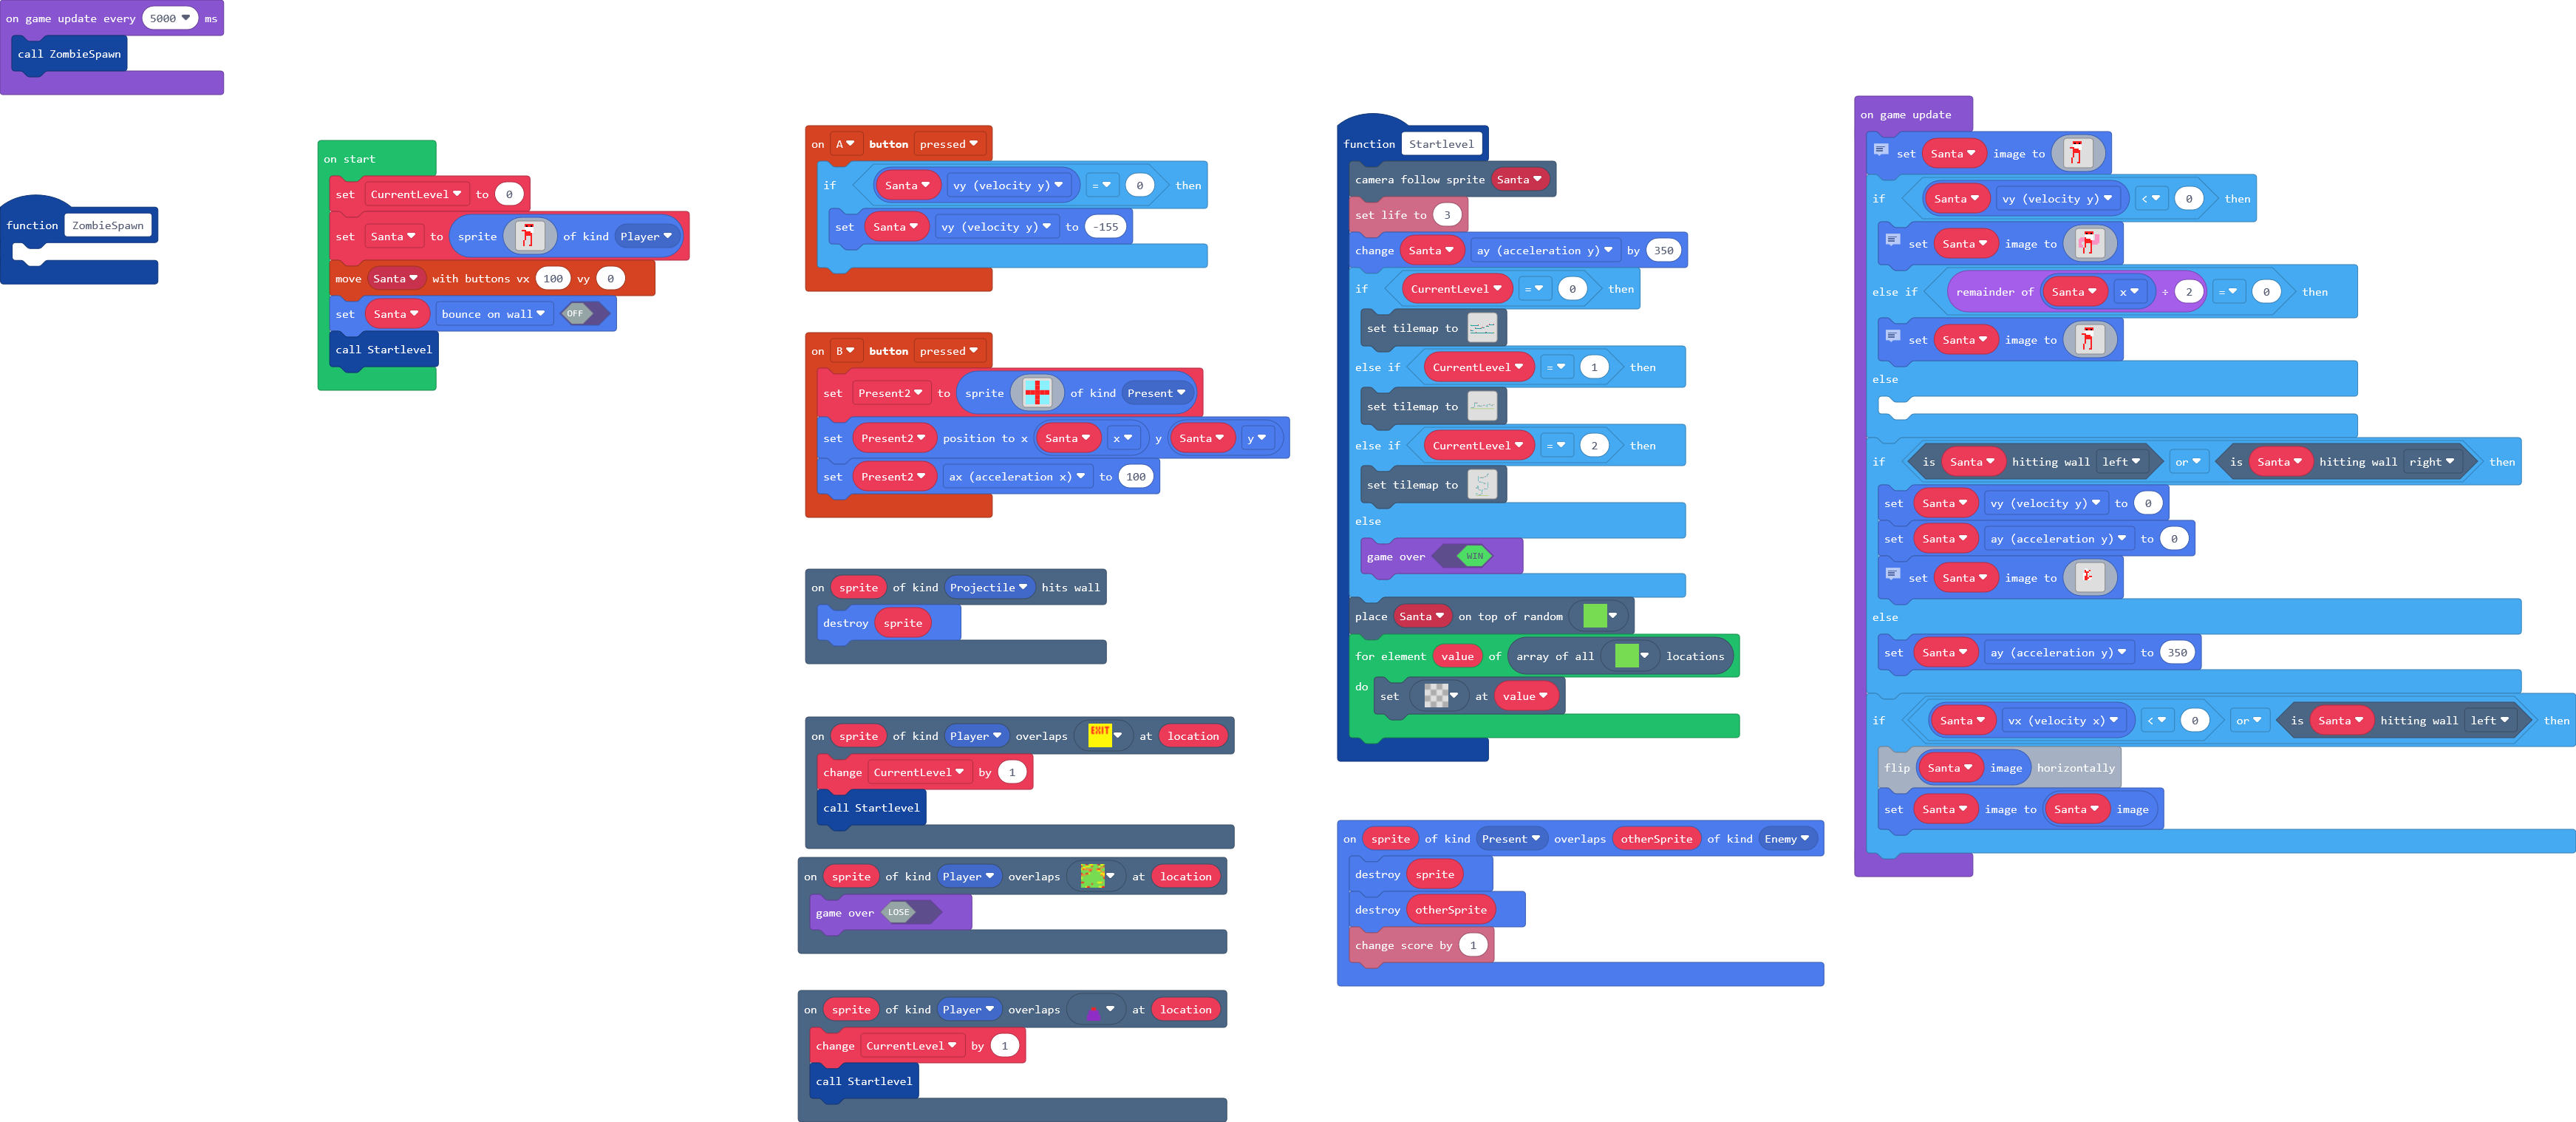 on game update every 5000 ms
call ZombieSpawn
function ZombieSpawn
on start
set CurrentLevel to 0
set Santa to sprite of kind Player
move Santa with buttons vx 100 vy 0
set Santa bounce on wall OFF
call Startlevel
on A button pressed
if Santa vy (velocity y) = 0 then
set Santa vy (velocity y) to -155
on B button pressed
set Present2 to sprite of kind Present
set Present2 position to x Santa x y Santa y
set Present2 ax (acceleration x) to 100
on sprite of kind Projectile hits wall
destroy sprite
on sprite of kind Player overlaps EXIT at location
change CurrentLevel by 1
call Startlevel
on sprite of kind Player overlaps at location
game over LOSE
on sprite of kind Player overlaps at location
change CurrentLevel by 1
call Startlevel
function Startlevel
camera follow sprite Santa
set life to 3
change Santa ay (acceleration y) by 350
if CurrentLevel = 0 then
set tilemap to
else if CurrentLevel = 1 then
set tilemap to
else if CurrentLevel = 2 then
set tilemap to
else
game over WIN
place Santa on top of random
for element value of array of all locations
do set at value
on sprite of kind Present overlaps otherSprite of kind Enemy
destroy sprite
destroy otherSprite
change score by 1
on game update
set Santa image to
if Santa vy (velocity y) < 0 then
set Santa image to
else if remainder of Santa x ÷ 2 = 0 then
set Santa image to
else
if is Santa hitting wall left or is Santa hitting wall right then
set Santa vy (velocity y) to 0
set Santa ay (acceleration y) to 0
set Santa image to
else
set Santa ay (acceleration y) to 350
if Santa vx (velocity x) < 0 or is Santa hitting wall left then
flip Santa image horizontally
set Santa image to Santa image